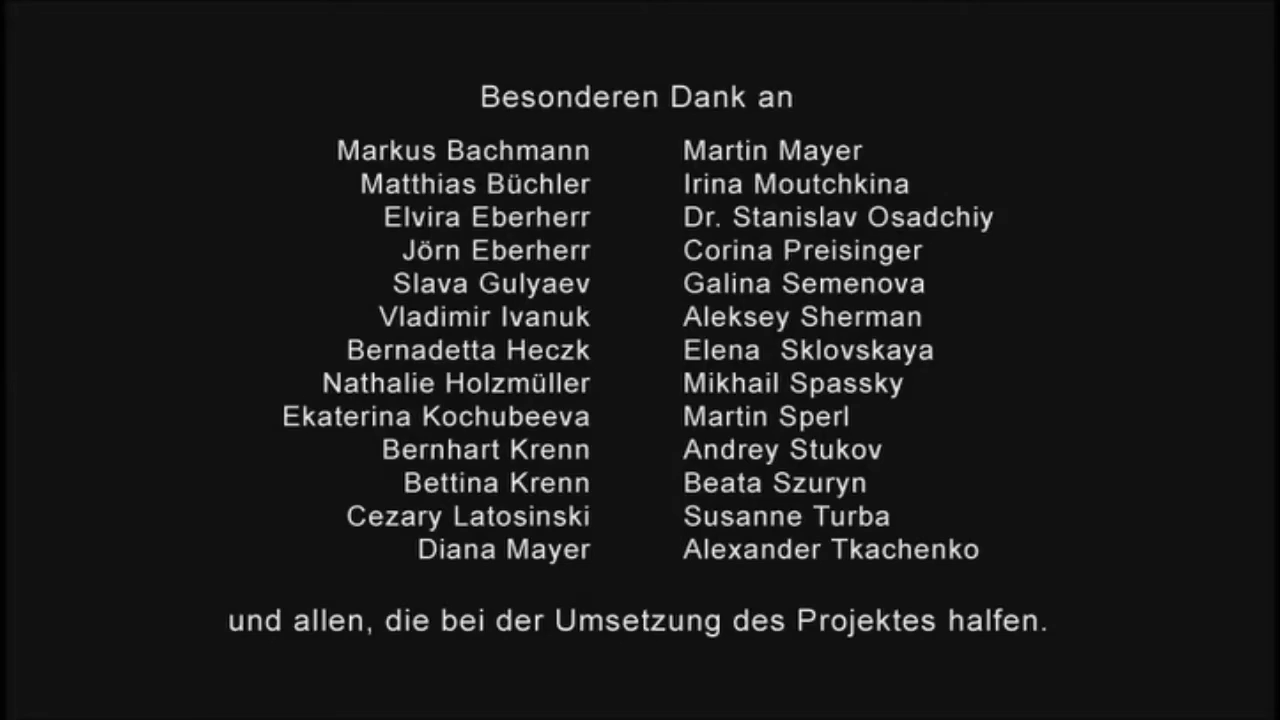 Besonderen Dank an
Markus Bachmann
Matthias Büchler
Elvira Eberherr
Jörn Eberherr
Slava Gulyaev
Vladimir Ivanuk
Bernadetta Heczk
Nathalie Holzmüller
Ekaterina Kochubeeva
Bernhart Krenn
Bettina Krenn
Cezary Latosinski
Diana Mayer
Martin Mayer
Irina Moutchkina
Dr. Stanislav Osadchiy
Corina Preisinger
Galina Semenova
Aleksey Sherman
Elena  Sklovskaya
Mikhail Spassky
Martin Sperl
Andrey Stukov
Beata Szuryn
Susanne Turba
Alexander Tkachenko
und allen, die bei der Umsetzung des Projektes halfen.